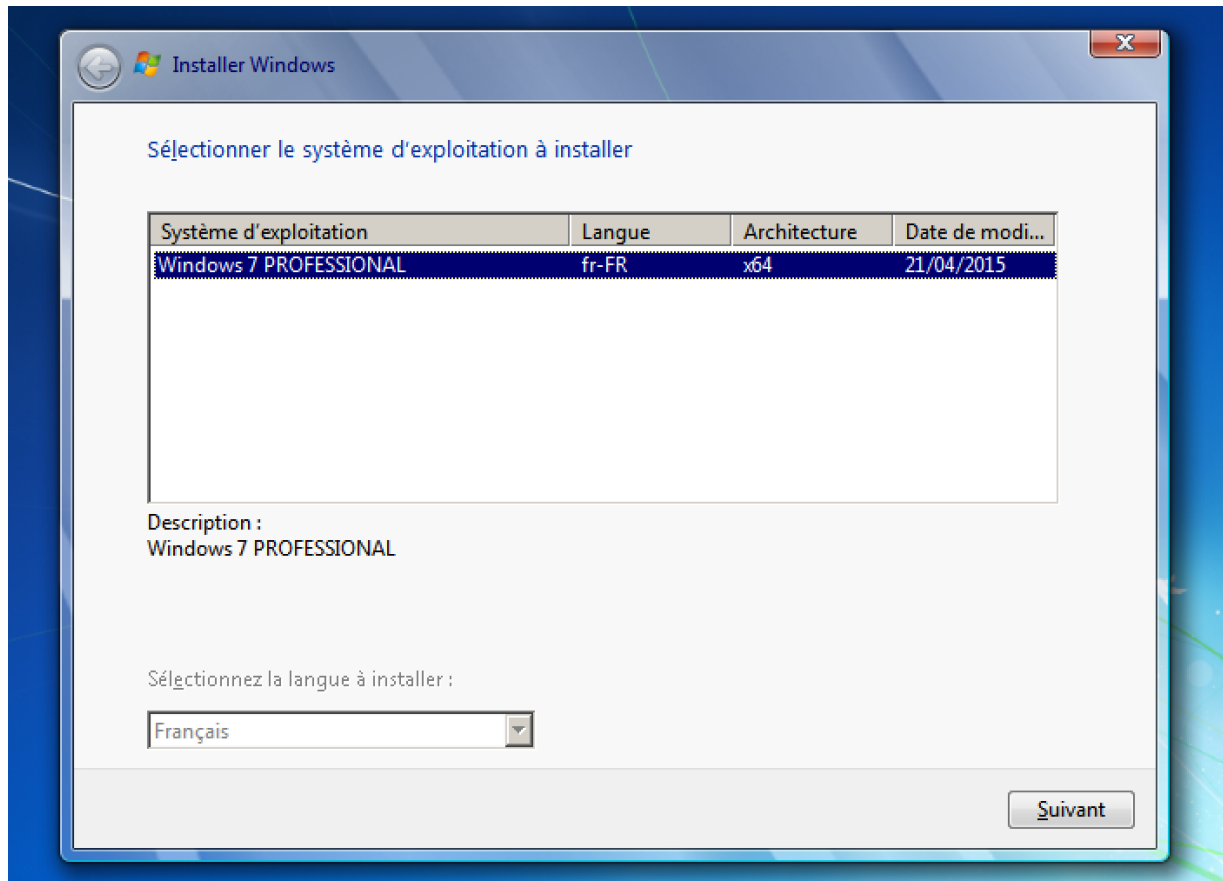 Installer Windows
Sélectionner le système d'exploitation à installer
Système d'exploitation Langue Architecture Date de modi...
Windows 7 PROFESSIONAL fr-FR x64 21/04/2015
Description :
Windows 7 PROFESSIONAL
Sélectionnez la langue à installer :
Français
Suivant